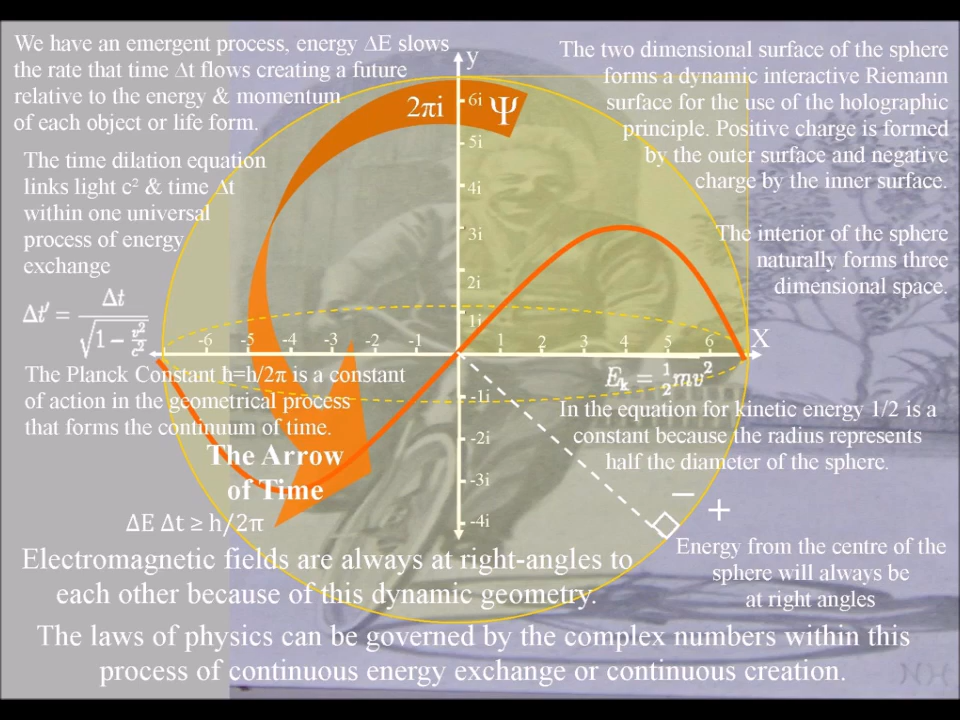 We have an emergent process, energy ∆E slows
the rate that time ∆t flows creating a future
relative to the energy & momentum
of each object or life form.
The time dilation equation
links light c² & time ∆t
within one universal
process of energy
exchange
∆t' = ∆t / √(1 − v²/c²)
The Planck Constant h=h/2π is a constant
of action in the geometrical process
that forms the continuum of time.
The Arrow
of Time
∆E ∆t ≥ h/2π
2πi Ψ
y
6i
5i
4i
3i
2i
1i
-6 -5 -4 -3 -2 -1 1 2 3 4 5 6 X
-1i
-2i
-3i
-4i
The two dimensional surface of the sphere
forms a dynamic interactive Riemann
surface for the use of the holographic
principle. Positive charge is formed
by the outer surface and negative
charge by the inner surface.
The interior of the sphere
naturally forms three
dimensional space.
Eₖ = ½mv²
In the equation for kinetic energy 1/2 is a
constant because the radius represents
half the diameter of the sphere.
− +
Energy from the centre of the
sphere will always be
at right angles
Electromagnetic fields are always at right-angles to
each other because of this dynamic geometry.
The laws of physics can be governed by the complex numbers within this
process of continuous energy exchange or continuous creation.